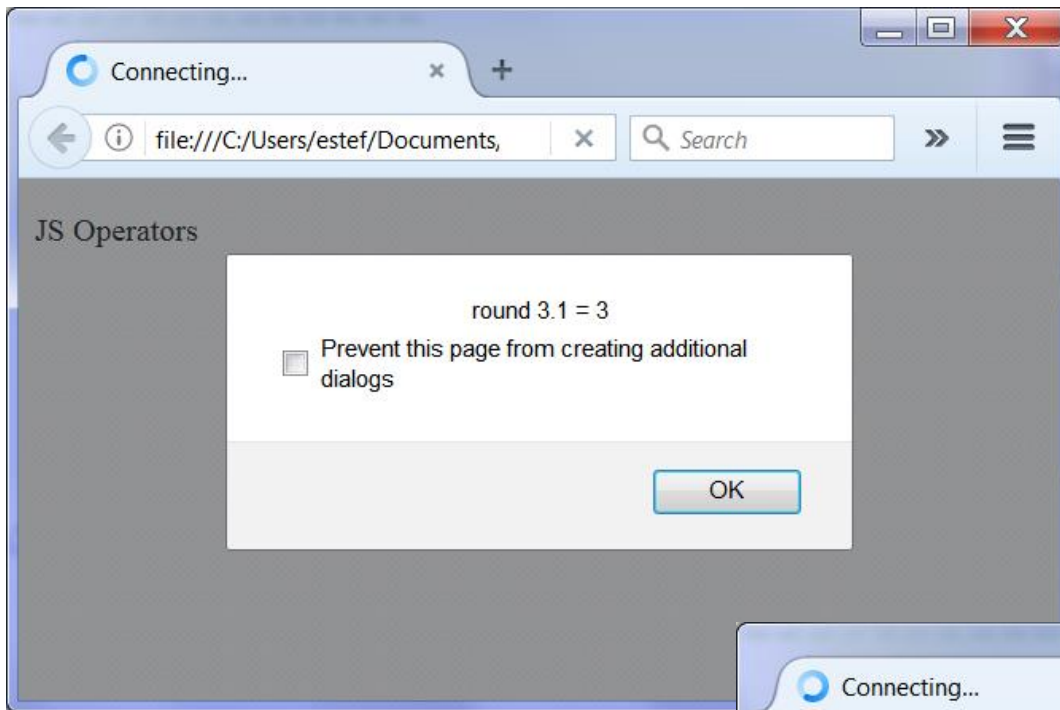 Connecting...
file:///C:/Users/estef/Documents,
Search
JS Operators
round 3.1 = 3
Prevent this page from creating additional
dialogs
OK
Connecting...